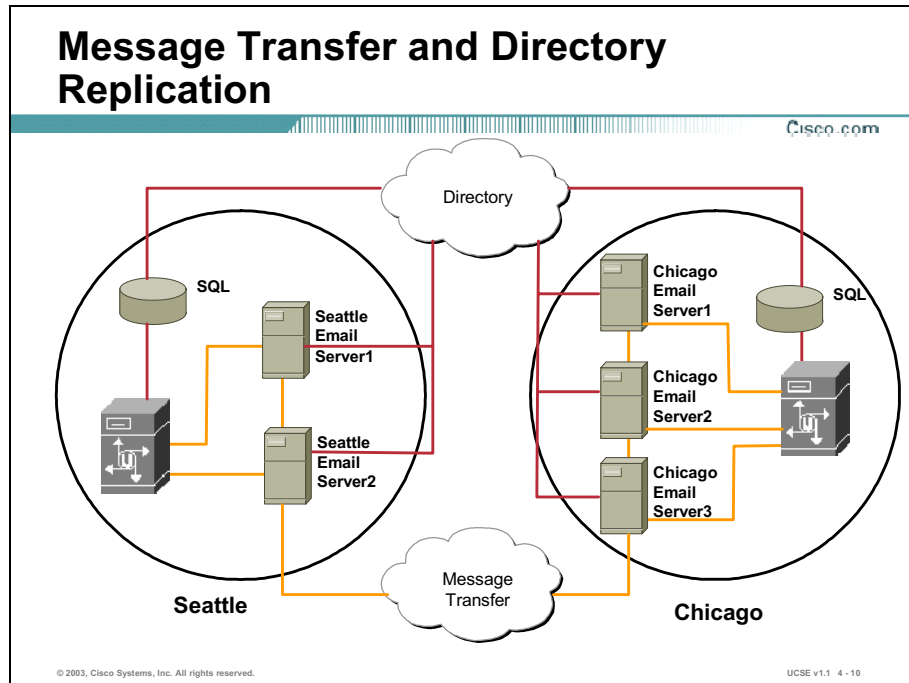 Message Transfer and Directory
Replication
Cisco.com
Directory
SQL
Seattle
Email
Server1
Seattle
Email
Server2
Chicago
Email
Server1
SQL
Chicago
Email
Server2
Chicago
Email
Server3
U
U
Message
Transfer
Seattle
Chicago
© 2003, Cisco Systems, Inc. All rights reserved.
UCSE v1.1 4 - 10